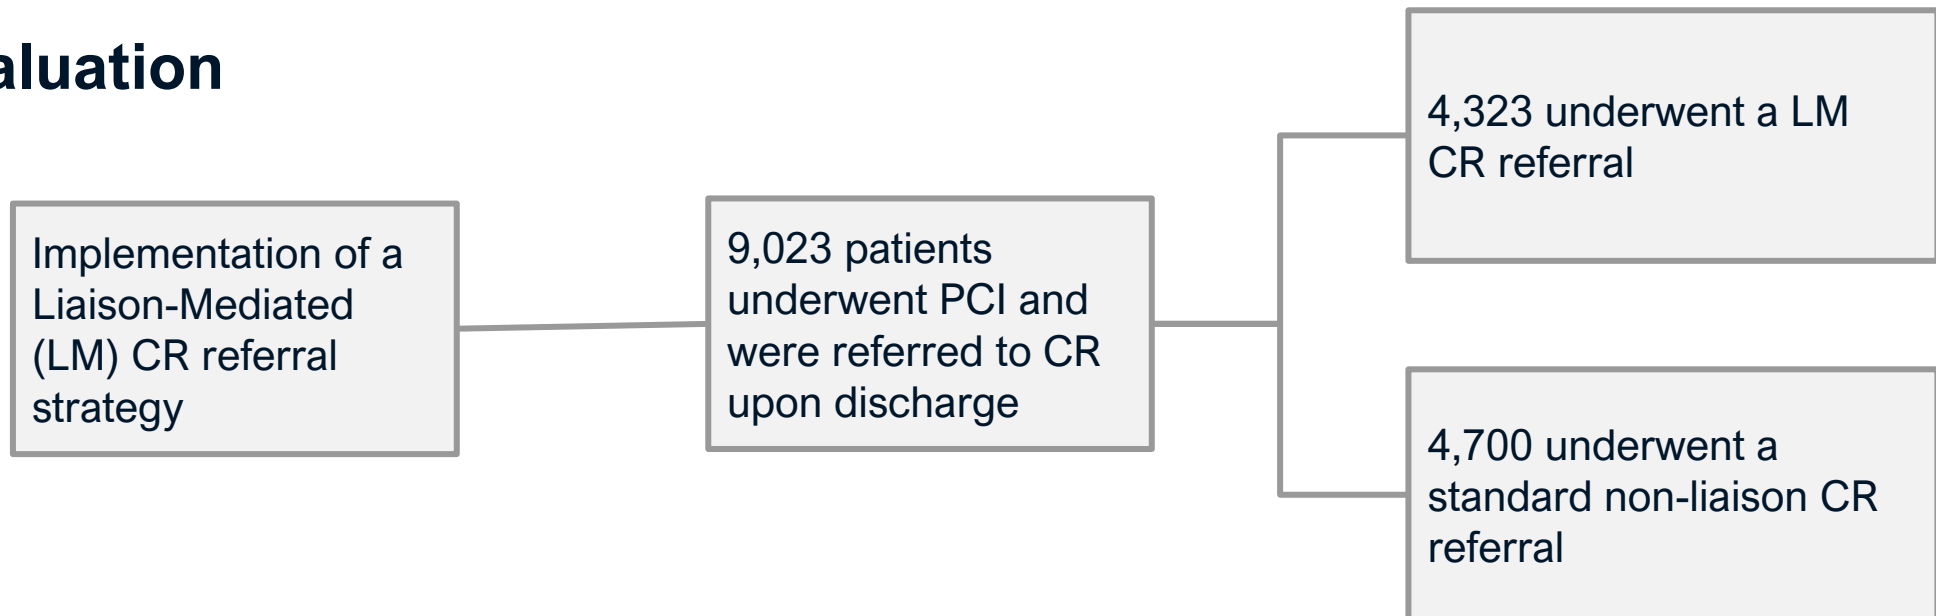 aluation
Implementation of a
Liaison-Mediated
(LM) CR referral
strategy
9,023 patients
underwent PCI and
were referred to CR
upon discharge
4,323 underwent a LM
CR referral
4,700 underwent a
standard non-liaison CR
referral